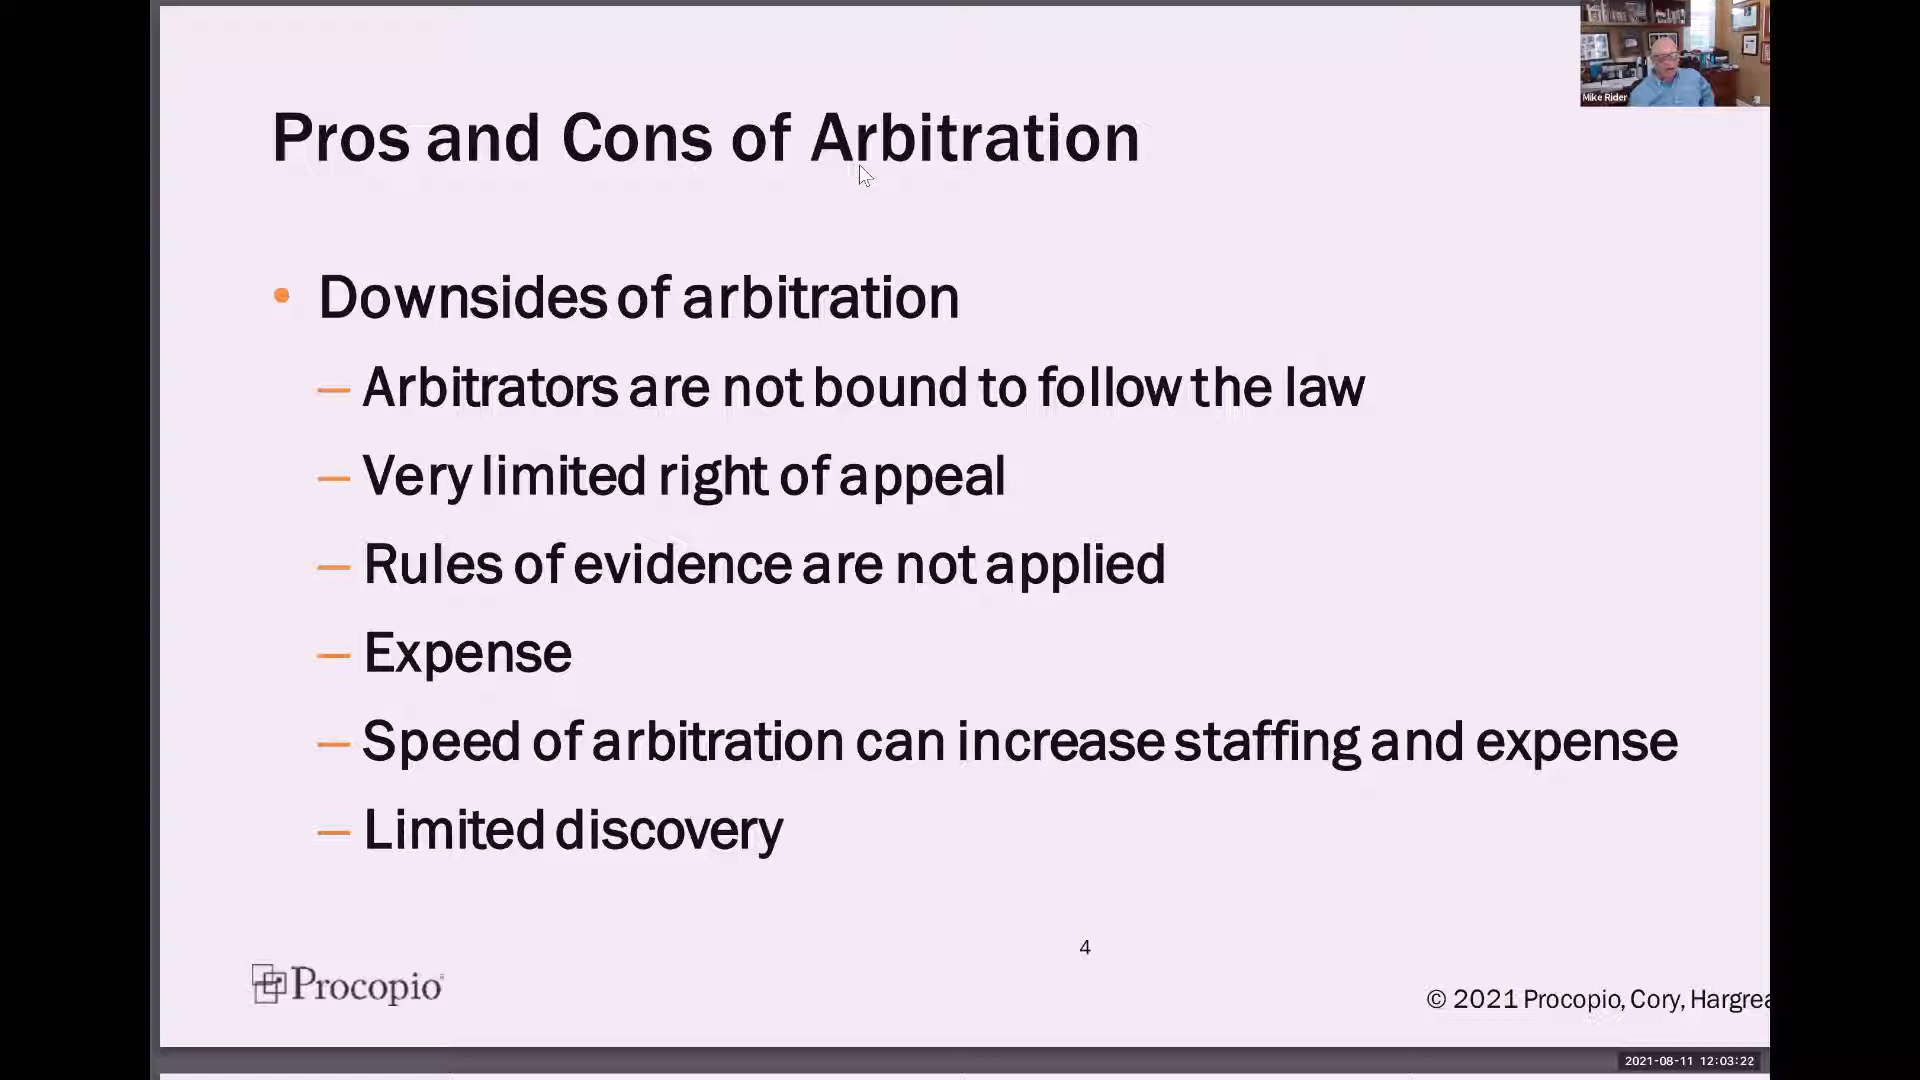 Mike Rider
Pros and Cons of Arbitration
• Downsides of arbitration
– Arbitrators are not bound to follow the law
– Very limited right of appeal
– Rules of evidence are not applied
– Expense
– Speed of arbitration can increase staffing and expense
– Limited discovery
4
Procopio
© 2021 Procopio, Cory, Hargrea
2021-08-11 12:03:22